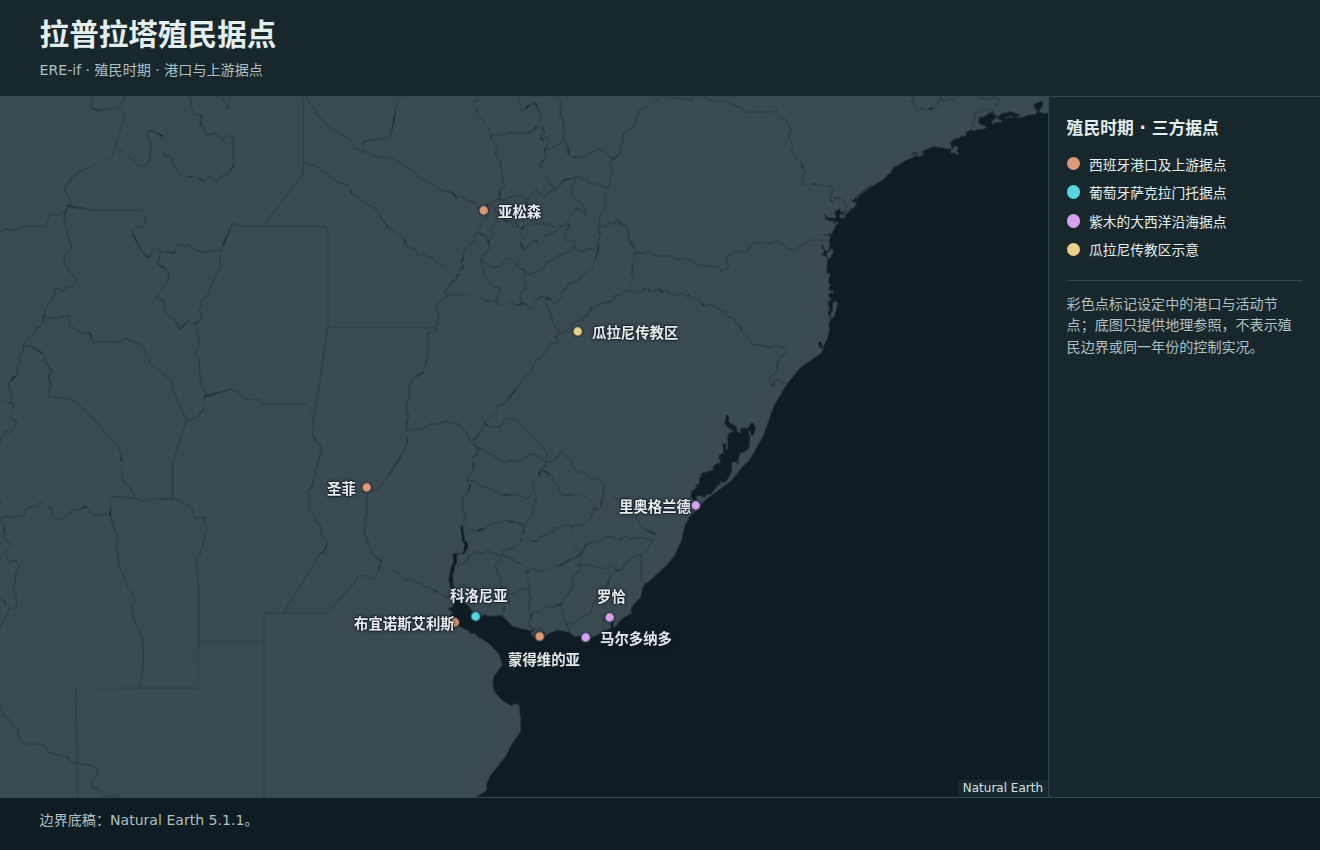 拉普拉塔殖民据点
ERE-if · 殖民时期 · 港口与上游据点
亚松森
瓜拉尼传教区
圣菲
里奥格兰德
科洛尼亚
罗恰
布宜诺斯艾利斯
马尔多纳多
蒙得维的亚
Natural Earth
殖民时期 · 三方据点
西班牙港口及上游据点
葡萄牙萨克拉门托据点
紫木的大西洋沿海据点
瓜拉尼传教区示意
彩色点标记设定中的港口与活动节
点；底图只提供地理参照，不表示殖
民边界或同一年份的控制实况。
边界底稿：Natural Earth 5.1.1。